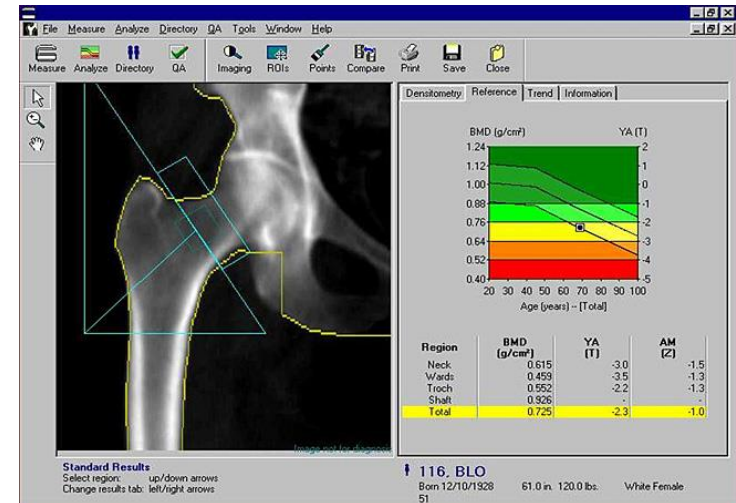 File Measure Analyze Directory QA Tools Window Help
Measure Analyze Directory QA Imaging ROIs Points Compare Print Save Close
Densitometry Reference Trend Information
BMD (g/cm²) YA (T)
1.24 2
1.12 1
1.00 0
0.88 -1
0.76 -2
0.64 -3
0.52 -4
0.40 -5
20 30 40 50 60 70 80 90 100
Age (years) -- [Total]
Region BMD (g/cm²) YA (T) AM (Z)
Neck 0.615 -3.0 -1.5
Wards 0.459 -3.5 -1.3
Troch 0.552 -2.2 -1.3
Shaft 0.926 - -
Total 0.725 -2.3 -1.0
Image not for diagnosis
Standard Results
Select region: up/down arrows
Change results tab: left/right arrows
116, BLO
Born 12/10/1928 61.0 in. 120.0 lbs. White Female
51